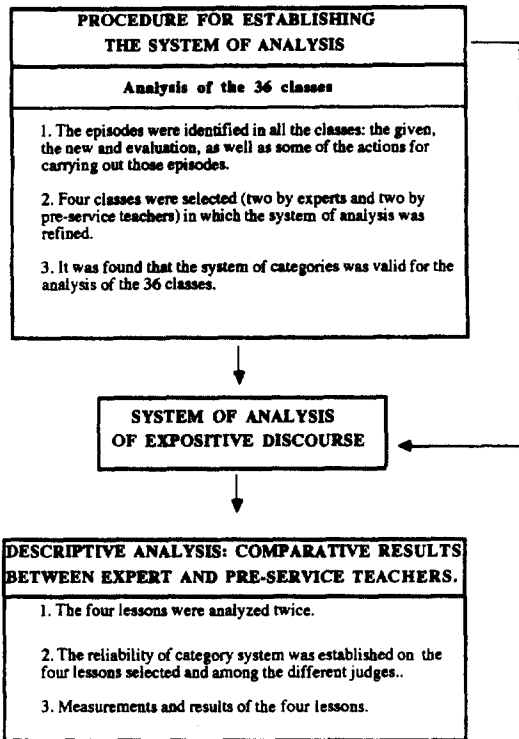 PROCEDURE FOR ESTABLISHING
THE SYSTEM OF ANALYSIS
Analysis of the 36 classes
1. The episodes were identified in all the classes: the given,
the new and evaluation, as well as some of the actions for
carrying out those episodes.
2. Four classes were selected (two by experts and two by
pre-service teachers) in which the system of analysis was
refined.
3. It was found that the system of categories was valid for the
analysis of the 36 classes.
SYSTEM OF ANALYSIS
OF EXPOSITIVE DISCOURSE
DESCRIPTIVE ANALYSIS: COMPARATIVE RESULTS
BETWEEN EXPERT AND PRE-SERVICE TEACHERS.
1. The four lessons were analyzed twice.
2. The reliability of category system was established on the
four lessons selected and among the different judges..
3. Measurements and results of the four lessons.